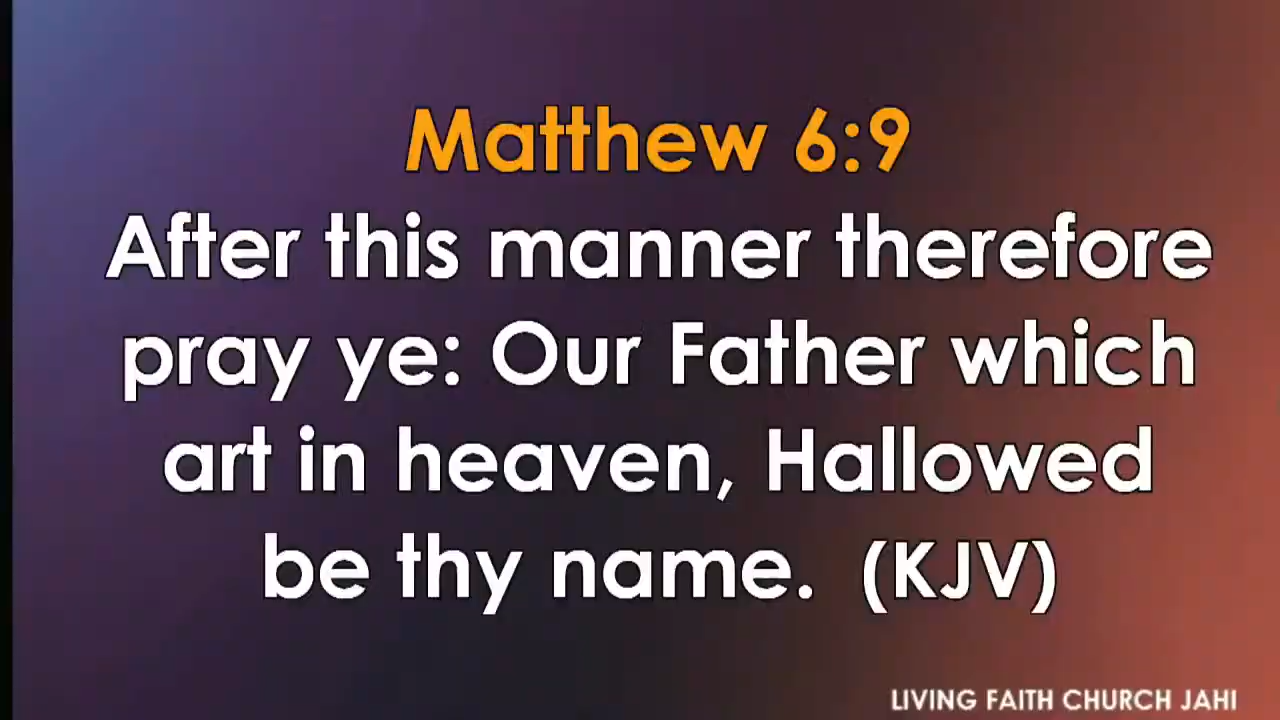 Matthew 6:9
After this manner therefore
pray ye: Our Father which
art in heaven, Hallowed
be thy name.  (KJV)
LIVING FAITH CHURCH JAHI